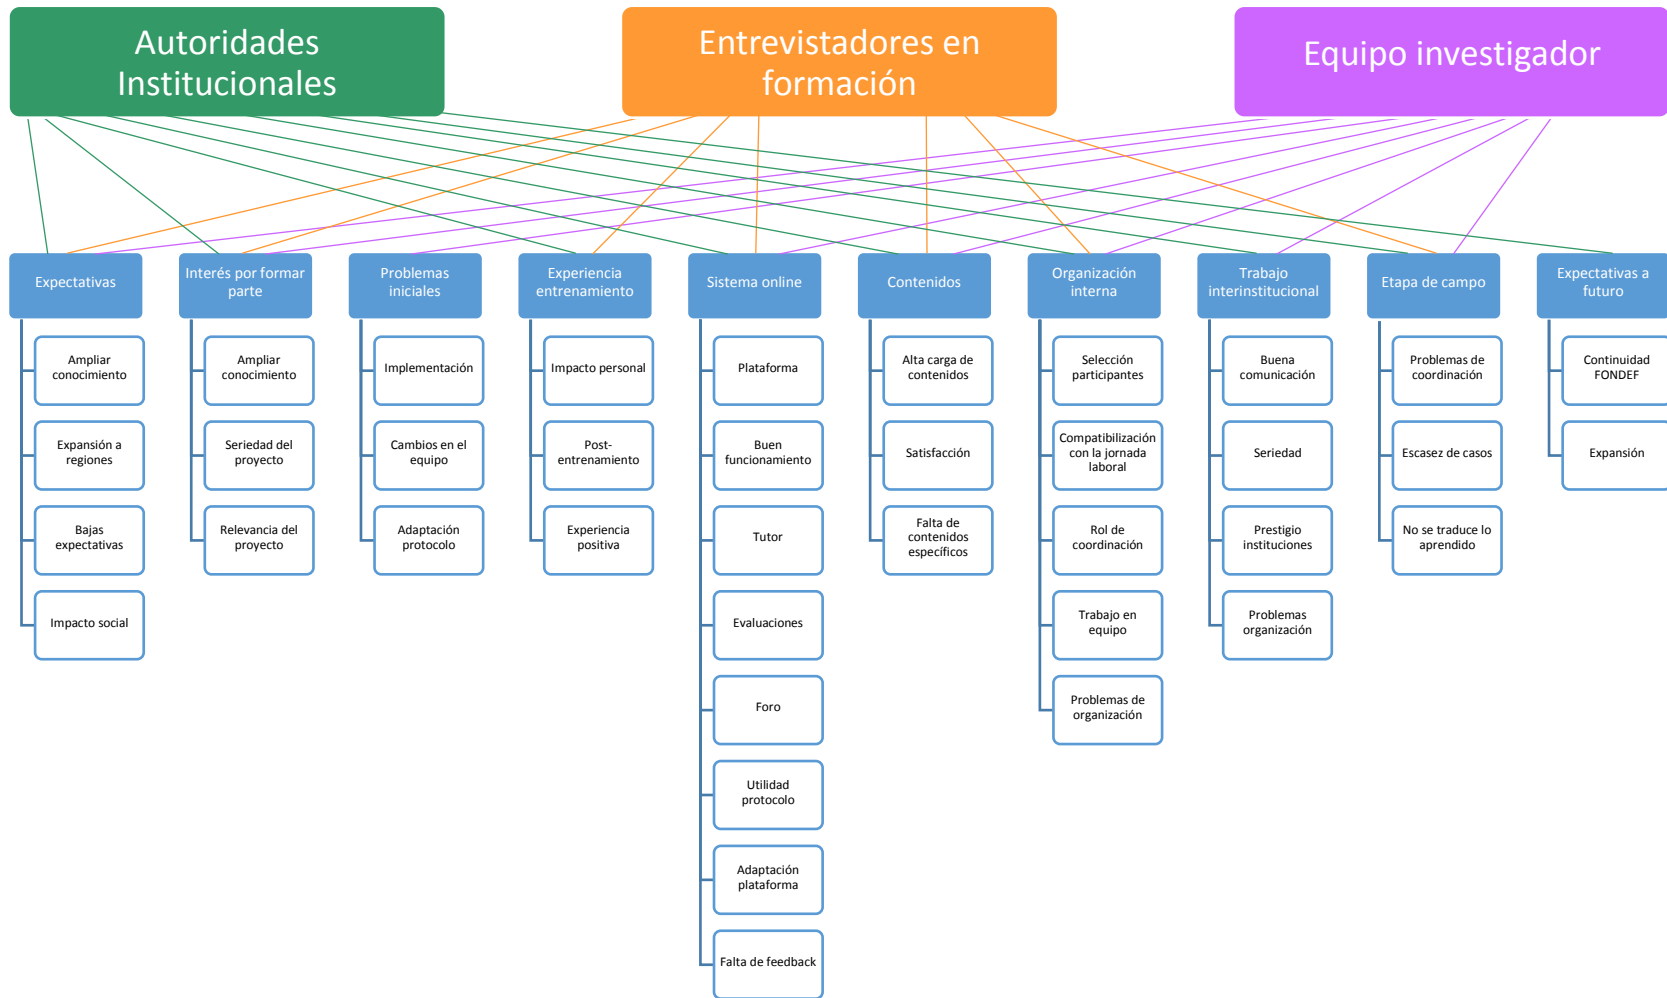 Autoridades
Institucionales
Entrevistadores en
formación
Equipo investigador
Expectativas
Ampliar
conocimiento
Expansión a
regiones
Bajas
expectativas
Impacto social
Interés por formar
parte
Ampliar
conocimiento
Seriedad del
proyecto
Relevancia del
proyecto
Problemas
iniciales
Implementación
Cambios en el
equipo
Adaptación
protocolo
Experiencia
entrenamiento
Impacto personal
Post-
entrenamiento
Experiencia
positiva
Sistema online
Plataforma
Buen
funcionamiento
Tutor
Evaluaciones
Foro
Utilidad
protocolo
Adaptación
plataforma
Falta de feedback
Contenidos
Alta carga de
contenidos
Satisfacción
Falta de
contenidos
específicos
Organización
interna
Selección
participantes
Compatibilización
con la jornada
laboral
Rol de
coordinación
Trabajo en
equipo
Problemas de
organización
Trabajo
interinstitucional
Buena
comunicación
Seriedad
Prestigio
instituciones
Problemas
organización
Etapa de campo
Problemas de
coordinación
Escasez de casos
No se traduce lo
aprendido
Expectativas a
futuro
Continuidad
FONDEF
Expansión